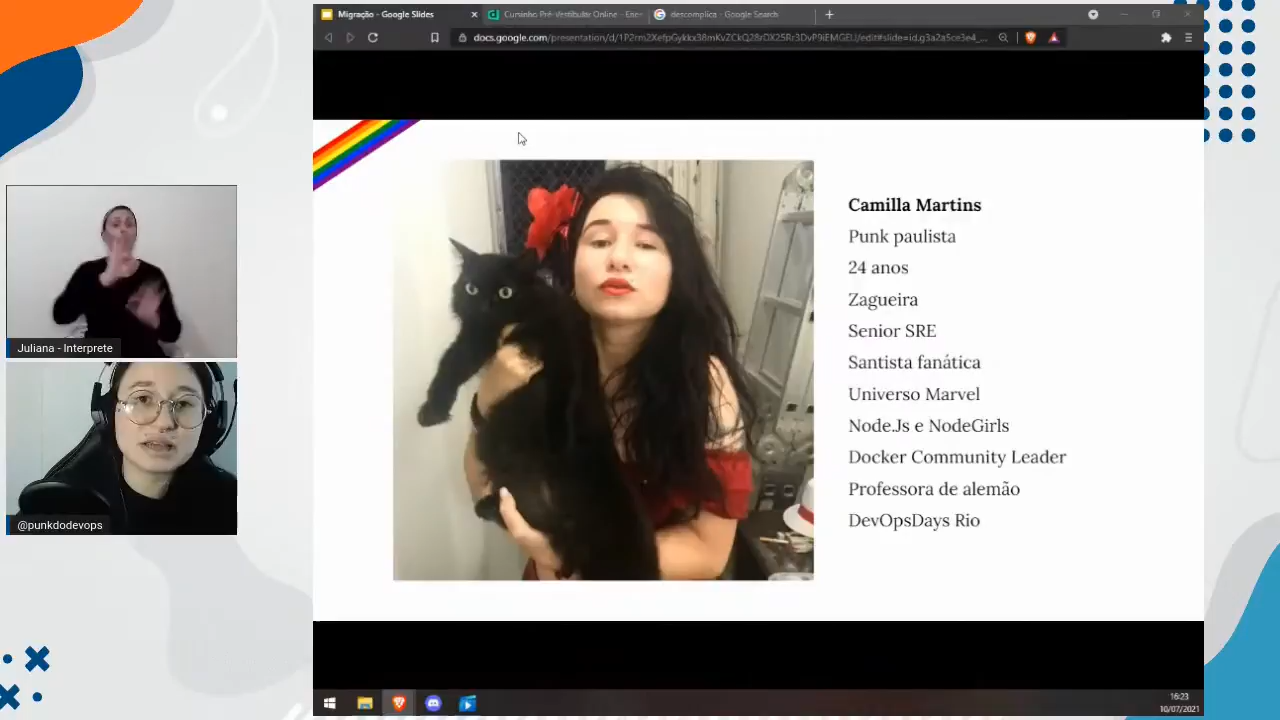 Migração - Google Slides
Cursinho Pré-Vestibular Online - Ene
descomplica - Google Search
Camilla Martins
Punk paulista
24 anos
Zagueira
Senior SRE
Santista fanática
Universo Marvel
Node.Js e NodeGirls
Docker Community Leader
Professora de alemão
DevOpsDays Rio
Juliana - Interprete
@punkdodevops
16:23
10/07/2021